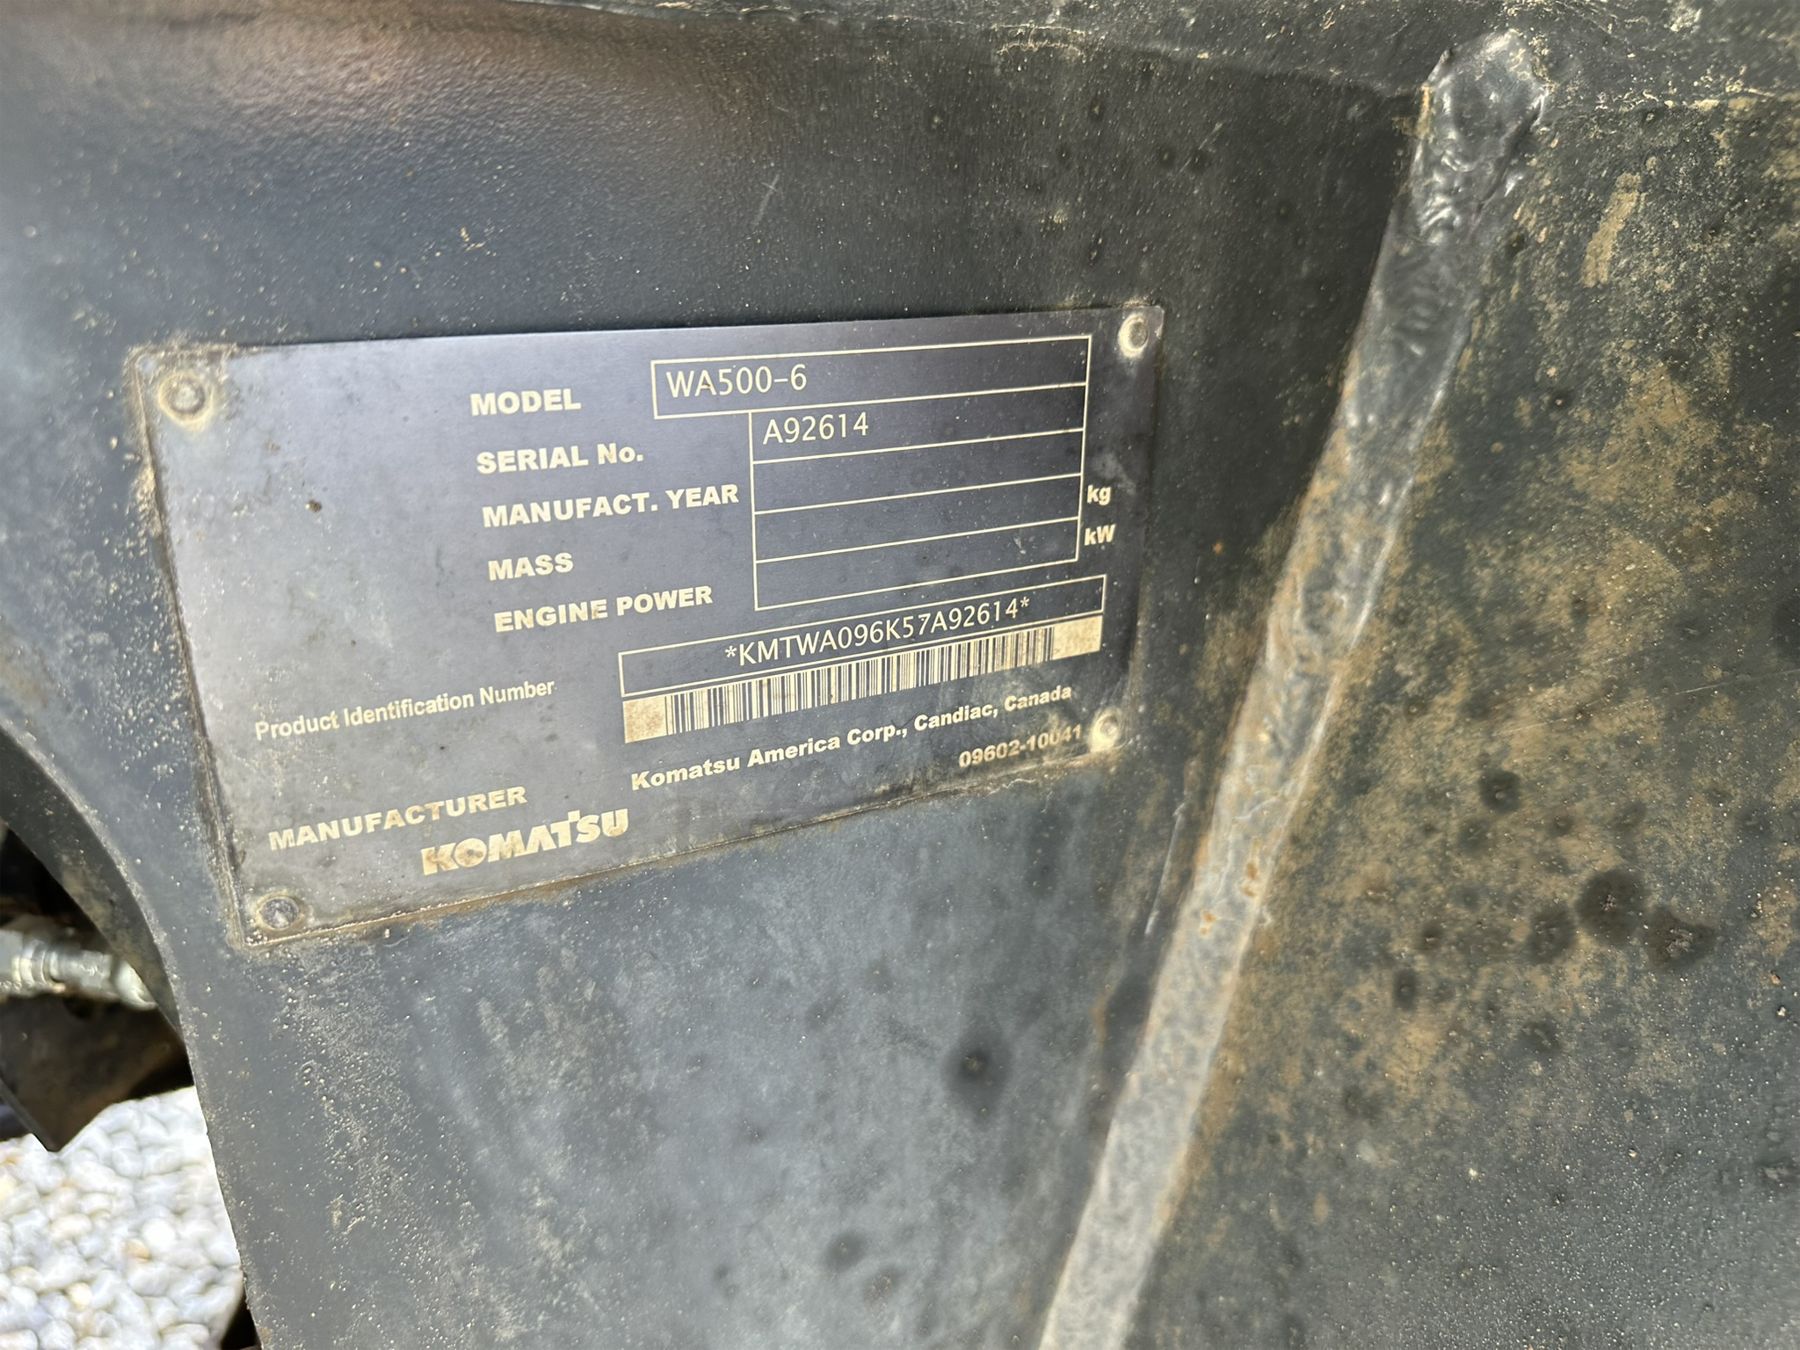 MODEL WA500-6
SERIAL No. A92614
MANUFACT. YEAR
MASS kg
ENGINE POWER kW
Product Identification Number *KMTWA096K57A92614*
Komatsu America Corp., Candiac, Canada
09602-10041
MANUFACTURER
KOMATSU